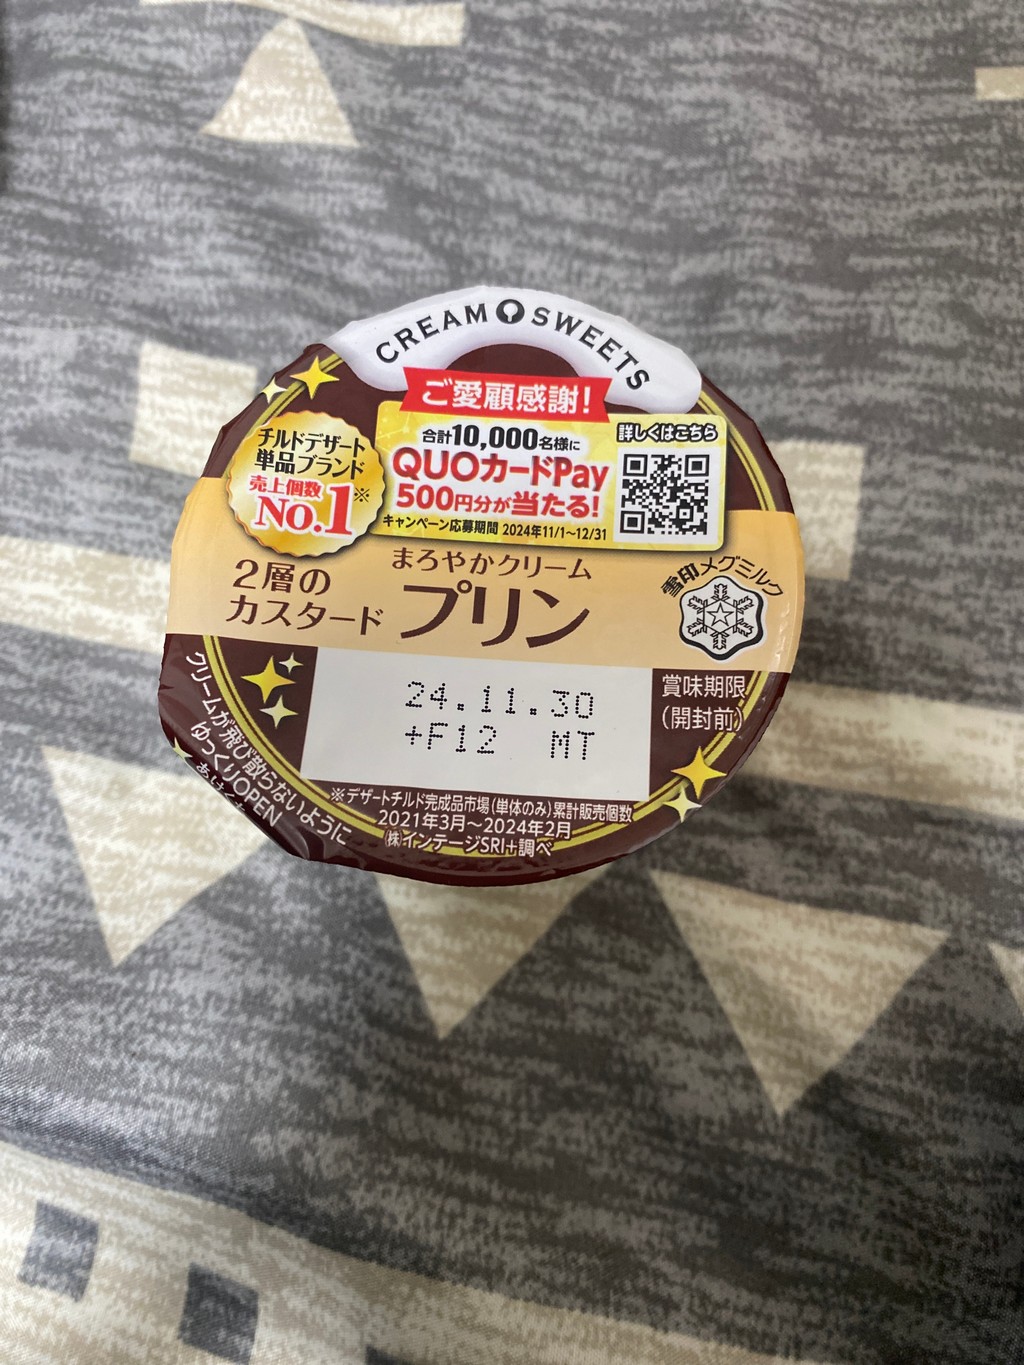 CREAM SWEETS
ご愛顧感謝!
チルドデザート
単品ブランド
売上個数
No.1※
合計10,000名様に
QUOカードPay
500円分が当たる!
キャンペーン応募期間 2024年11/1〜12/31
詳しくはこちら
2層の
カスタード
まろやかクリーム
プリン
雪印メグミルク
24.11.30
+F12 MT
賞味期限
(開封前)
クリームが飛び散らないように
ゆっくりOPEN
※デザートチルド完成品市場(単体のみ)累計販売個数
2021年3月〜2024年2月
㈱インテージSRI+調べ